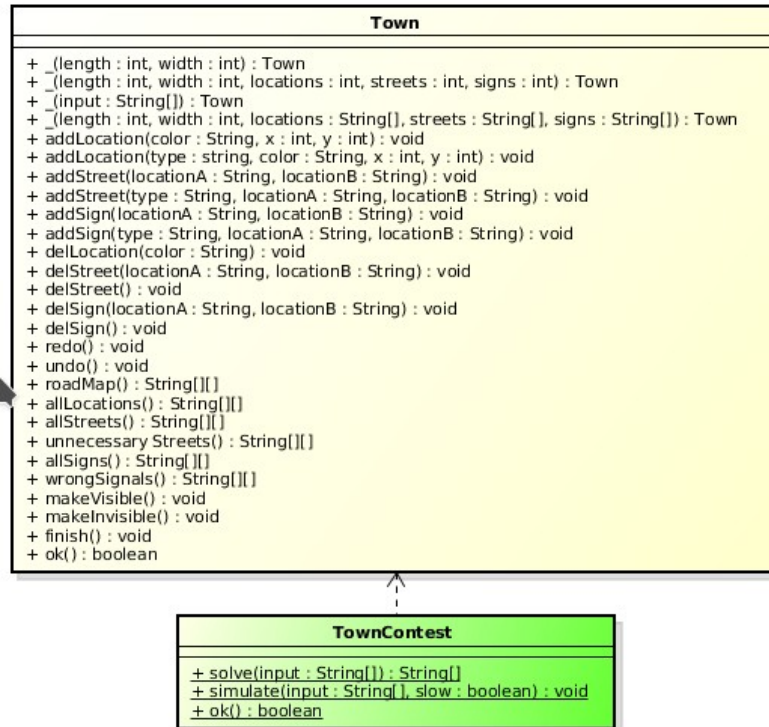 Town
+ _(length : int, width : int) : Town
+ _(length : int, width : int, locations : int, streets : int, signs : int) : Town
+ _(input : String[]) : Town
+ _(length : int, width : int, locations : String[], streets : String[], signs : String[]) : Town
+ addLocation(color : String, x : int, y : int) : void
+ addLocation(type : string, color : String, x : int, y : int) : void
+ addStreet(locationA : String, locationB : String) : void
+ addStreet(type : String, locationA : String, locationB : String) : void
+ addSign(locationA : String, locationB : String) : void
+ addSign(type : String, locationA : String, locationB : String) : void
+ delLocation(color : String) : void
+ delStreet(locationA : String, locationB : String) : void
+ delStreet() : void
+ delSign(locationA : String, locationB : String) : void
+ delSign() : void
+ redo() : void
+ undo() : void
+ roadMap() : String[][]
+ allLocations() : String[][]
+ allStreets() : String[][]
+ unnecessary Streets() : String[][]
+ allSigns() : String[][]
+ wrongSignals() : String[][]
+ makeVisible() : void
+ makeInvisible() : void
+ finish() : void
+ ok() : boolean
TownContest
+ solve(input : String[]) : String[]
+ simulate(input : String[], slow : boolean) : void
+ ok() : boolean